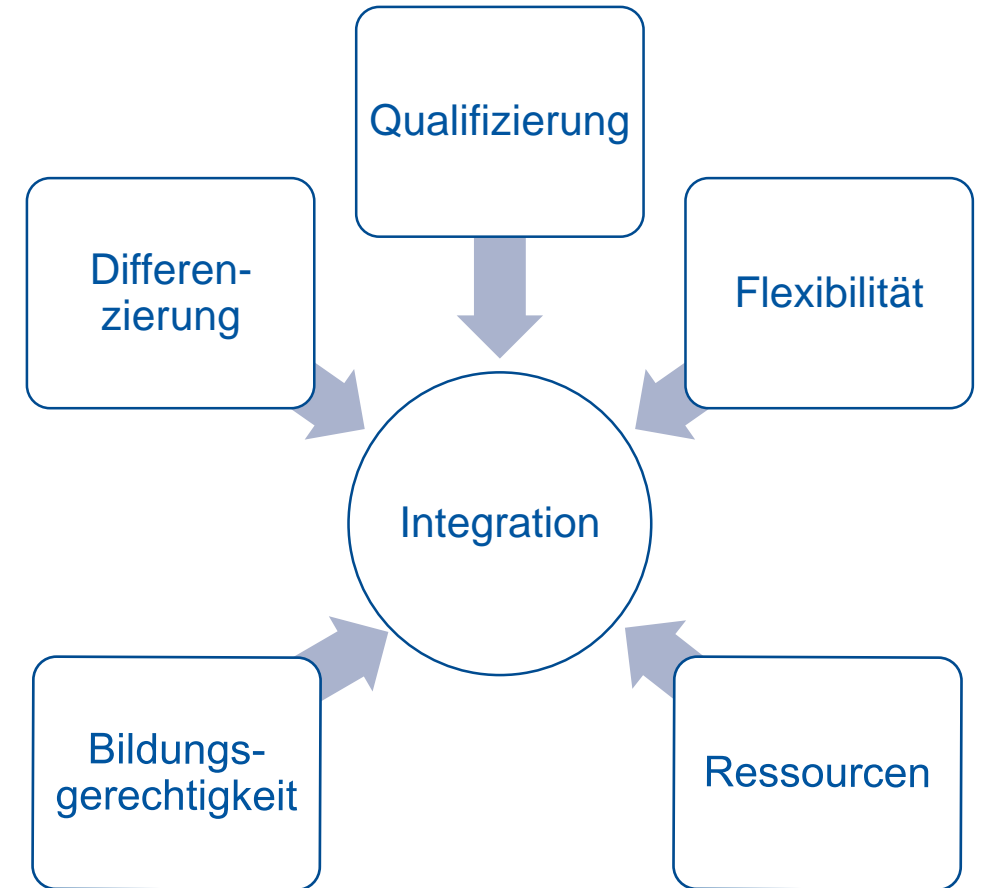 Qualifizierung
Differen-
zierung
Flexibilität
Integration
Bildungs-
gerechtigkeit
Ressourcen